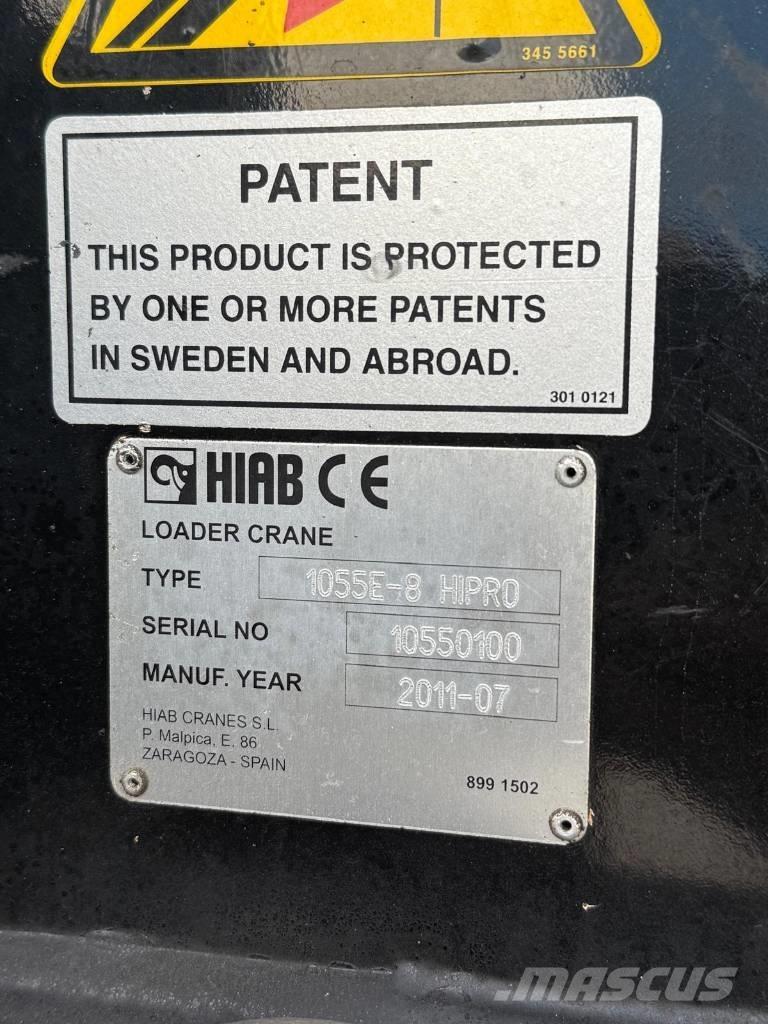 345 5661
PATENT
THIS PRODUCT IS PROTECTED
BY ONE OR MORE PATENTS
IN SWEDEN AND ABROAD.
301 0121
HIAB CE
LOADER CRANE
TYPE 1055E-8 HIPRO
SERIAL NO 10550100
MANUF. YEAR 2011-07
HIAB CRANES S.L.
P. Malpica, E. 86
ZARAGOZA - SPAIN
899 1502
MASCUS